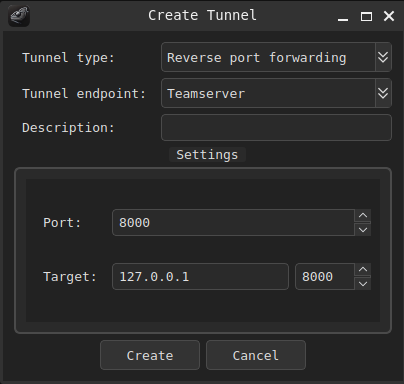 Create Tunnel
Tunnel type: Reverse port forwarding
Tunnel endpoint: Teamserver
Description:
Settings
Port: 8000
Target: 127.0.0.1 8000
Create Cancel